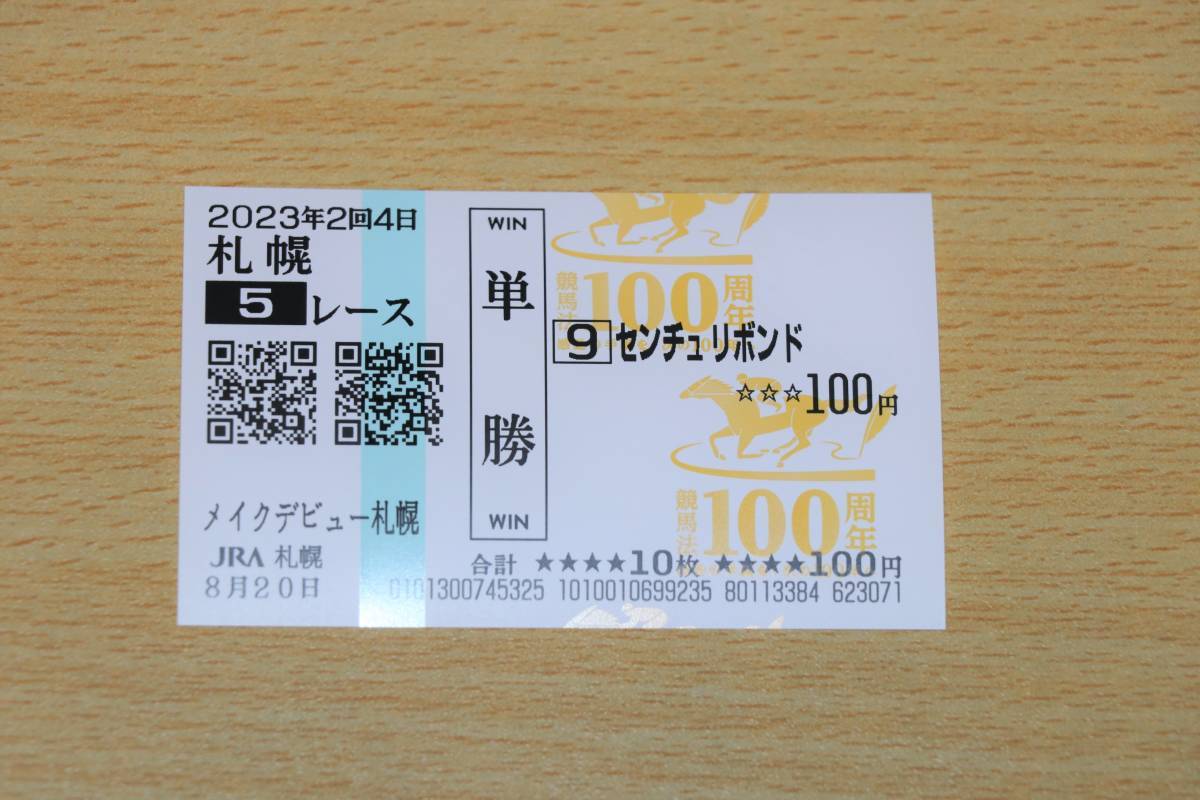 2023年2回4日
札幌
5レース
WIN
単勝
WIN
競馬法100周年
9 センチュリボンド
☆☆☆100円
競馬法100周年
メイクデビュー札幌
JRA 札幌
8月20日
合計 ★★★★10枚 ★★★★100円
0101300745325 1010010699235 80113384 623071